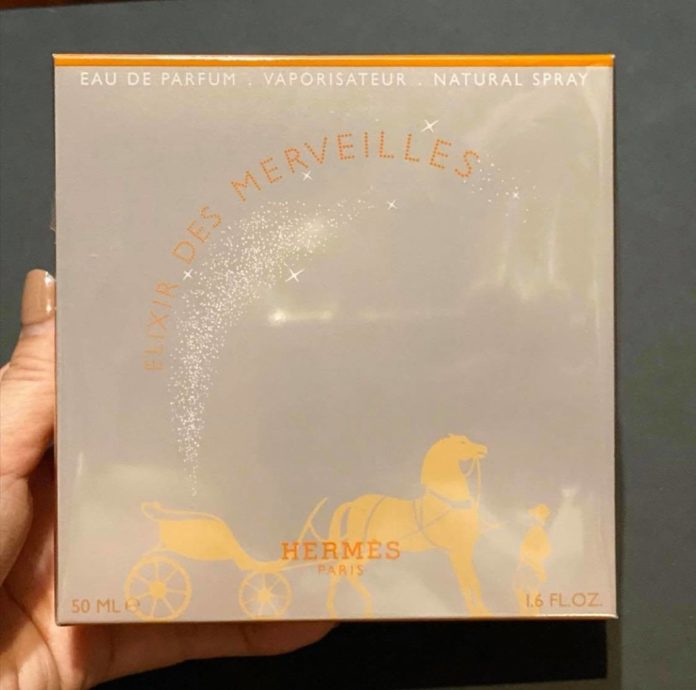 EAU DE PARFUM . VAPORISATEUR . NATURAL SPRAY
ELIXIR DES MERVEILLES
HERMÈS
PARIS
50 ML ℮
1.6 FL.OZ.